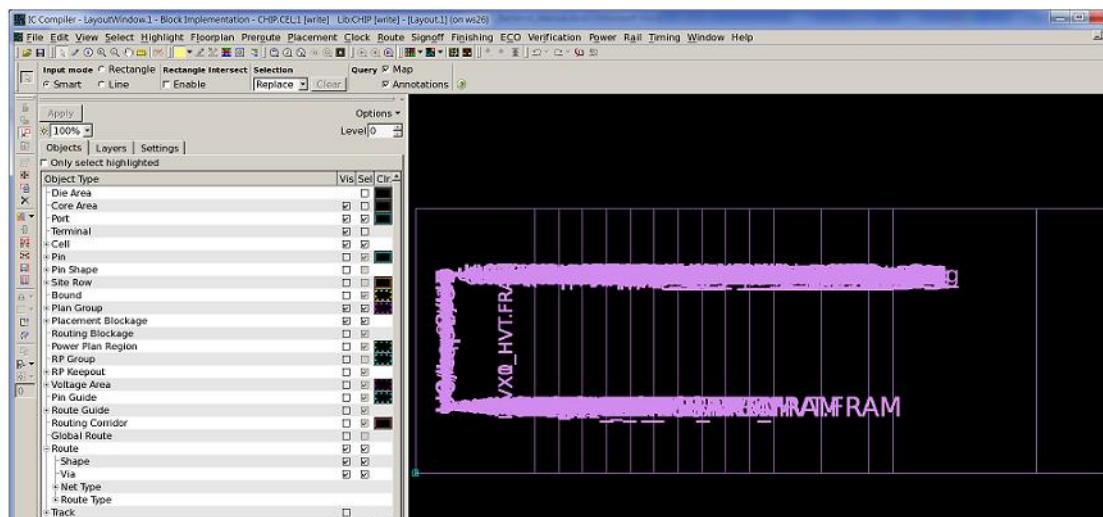 IC Compiler - LayoutWindow.1 - Block Implementation - CHIP.CEL;1 [write] Lib:CHIP [write] - [Layout.1] (on ws26)
File Edit View Select Highlight Floorplan Preroute Placement Clock Route Signoff Finishing ECO Verification Power Rail Timing Window Help
Input mode Rectangle Rectangle Intersect Selection Query Map
Smart Line Enable Replace Clear Annotations
Apply Options
100% Level 0
Objects Layers Settings
Only select highlighted
Object Type Vis Sel Clr.
Die Area
Core Area
Port
Terminal
Cell
Pin
Pin Shape
Site Row
Bound
Plan Group
Placement Blockage
Routing Blockage
Power Plan Region
RP Group
RP Keepout
Voltage Area
Pin Guide
Route Guide
Routing Corridor
Global Route
Route
Shape
Via
Net Type
Route Type
Track
0
_HVT.FRA
FRAM